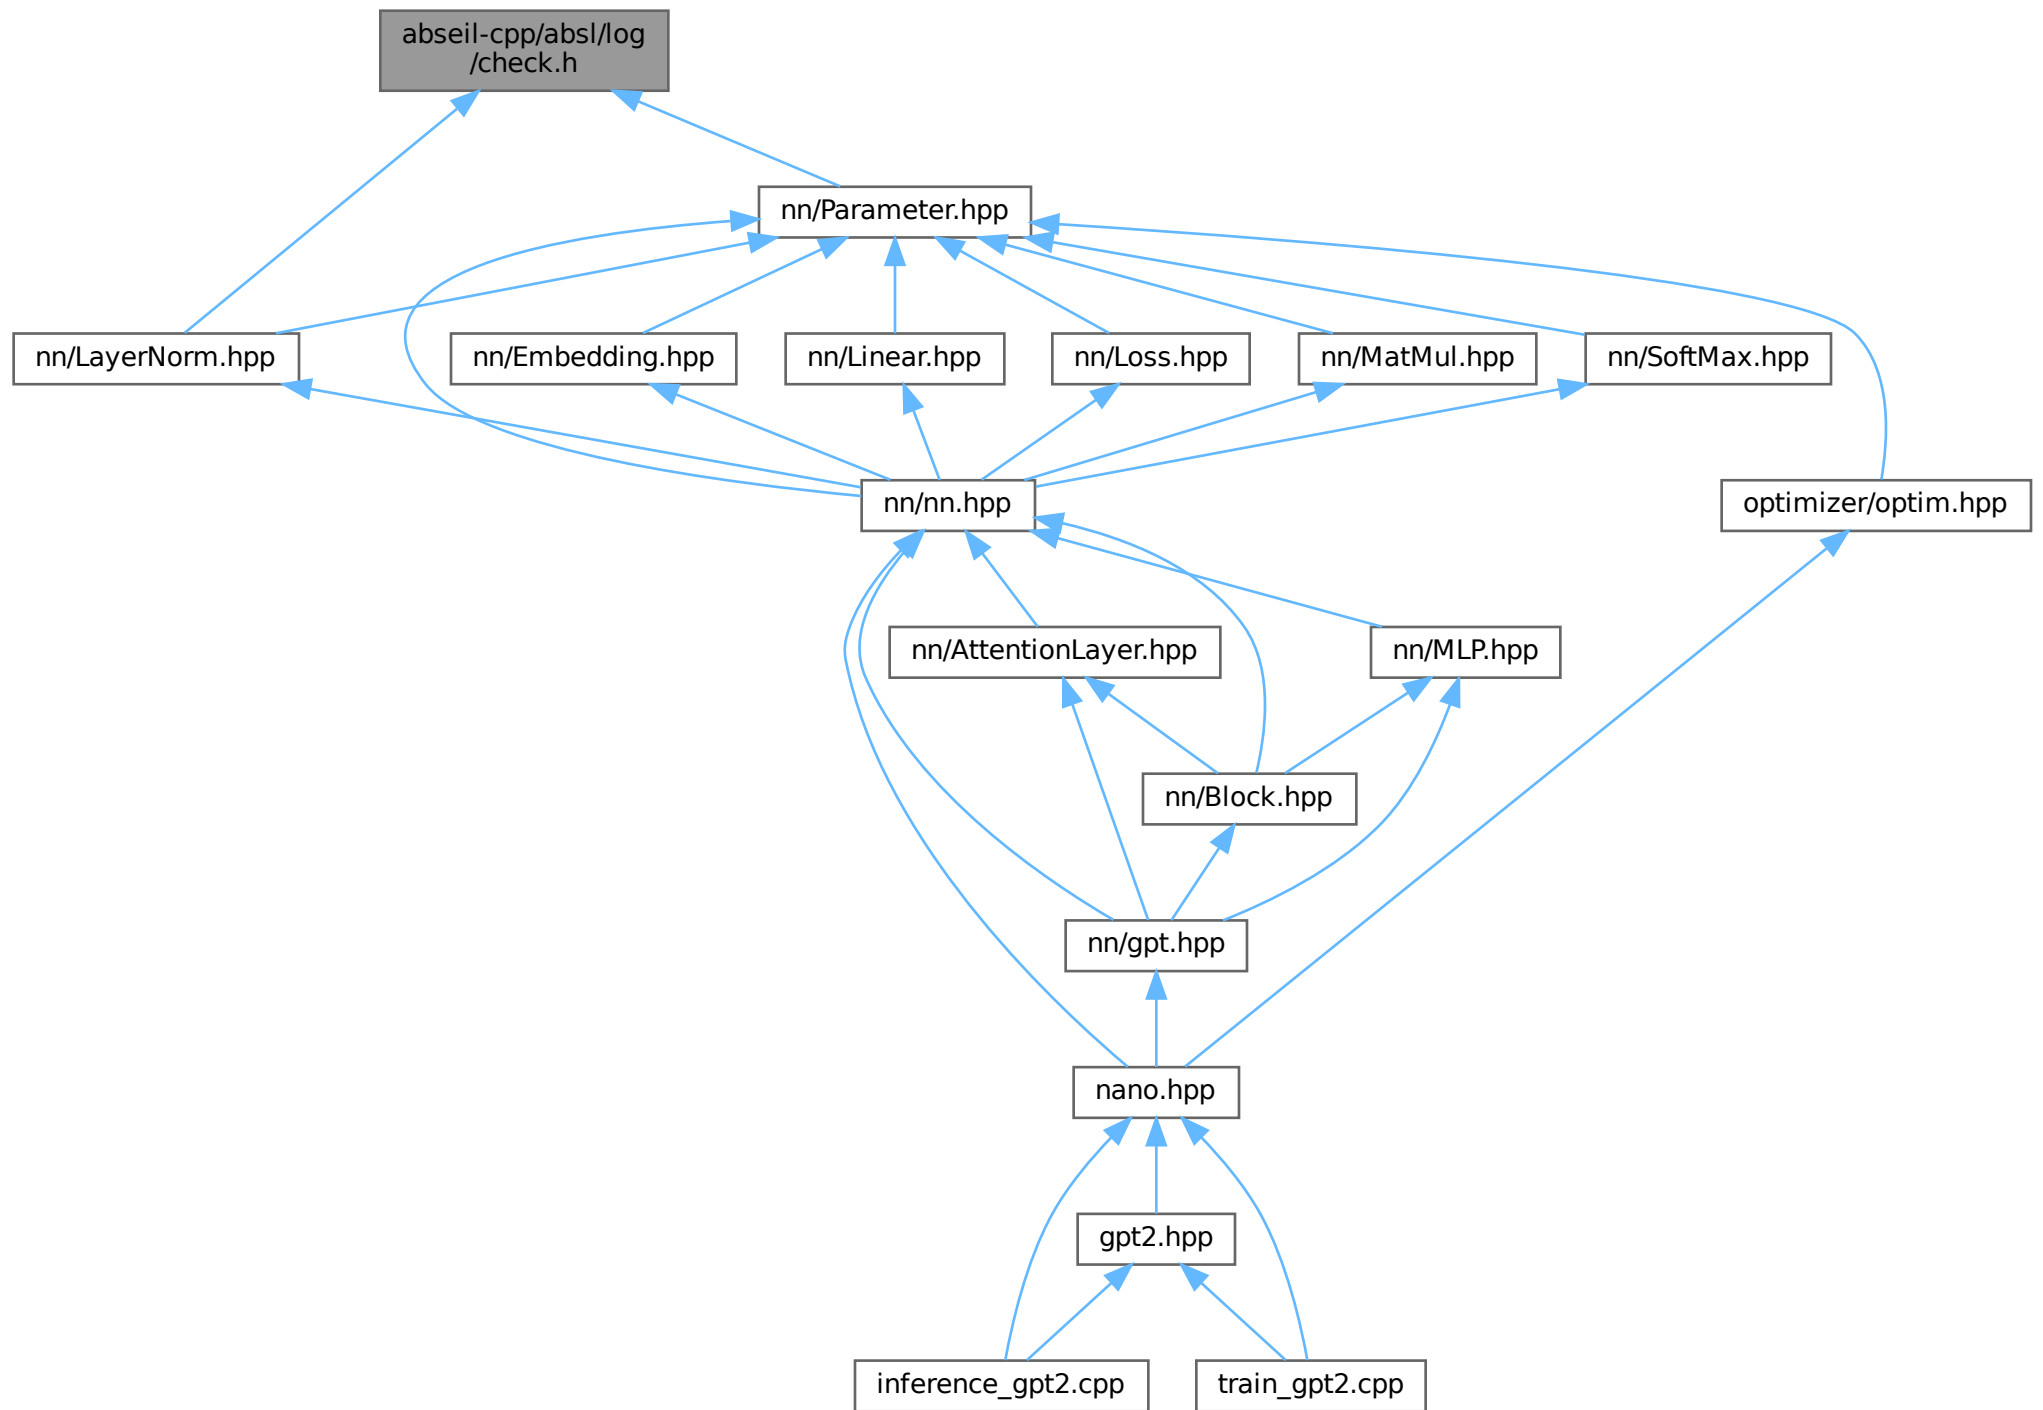 abseil-cpp/absl/log
/check.h
nn/Parameter.hpp
nn/LayerNorm.hpp
nn/Embedding.hpp
nn/Linear.hpp
nn/Loss.hpp
nn/MatMul.hpp
nn/SoftMax.hpp
nn/nn.hpp
optimizer/optim.hpp
nn/AttentionLayer.hpp
nn/MLP.hpp
nn/Block.hpp
nn/gpt.hpp
nano.hpp
gpt2.hpp
inference_gpt2.cpp
train_gpt2.cpp